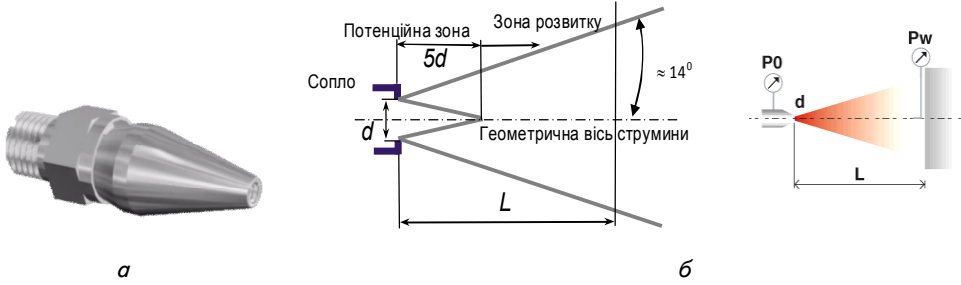 Потенційна зона
Зона розвитку
5d
Сопло
d
≈ 14⁰
Геометрична вісь струмини
L
P0
d
Pw
L
а
б